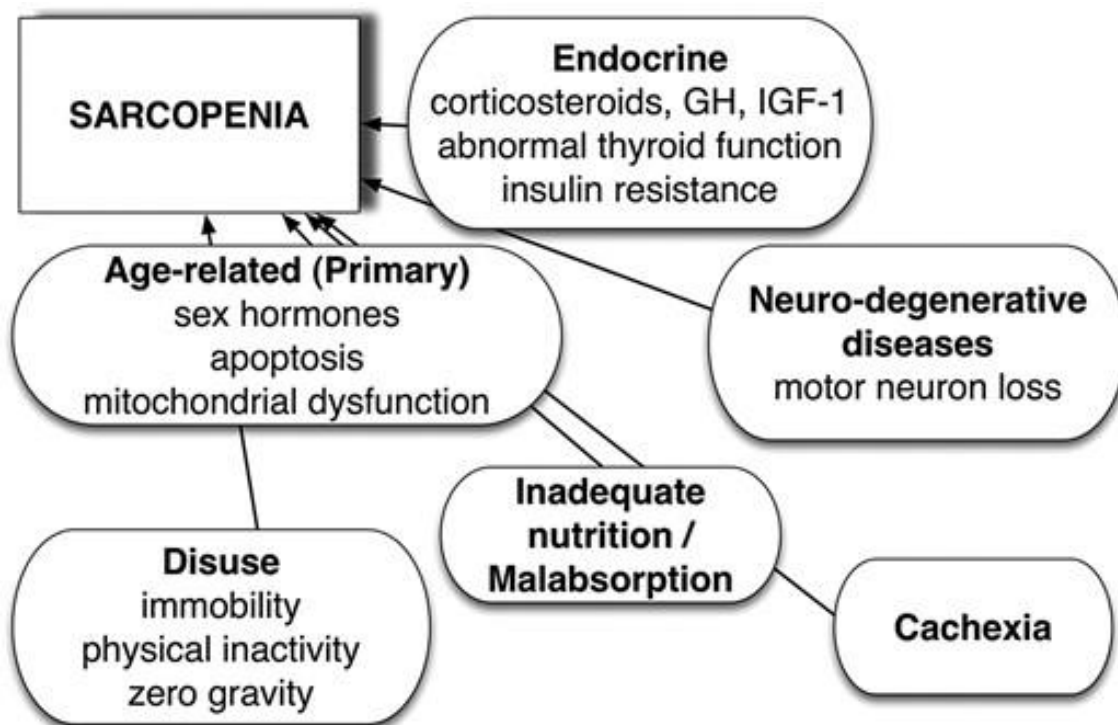 SARCOPENIA
Endocrine
corticosteroids, GH, IGF-1
abnormal thyroid function
insulin resistance
Age-related (Primary)
sex hormones
apoptosis
mitochondrial dysfunction
Neuro-degenerative
diseases
motor neuron loss
Inadequate
nutrition /
Malabsorption
Disuse
immobility
physical inactivity
zero gravity
Cachexia